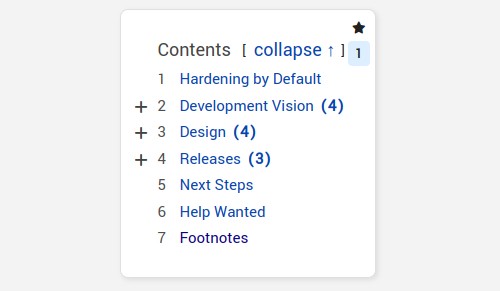 Contents [ collapse ↑ ] 1
1 Hardening by Default
+ 2 Development Vision (4)
+ 3 Design (4)
+ 4 Releases (3)
5 Next Steps
6 Help Wanted
7 Footnotes